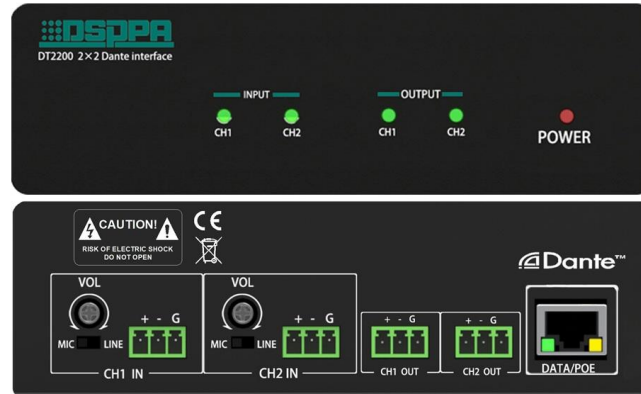 DSPPA
DT2200 2×2 Dante interface
INPUT
OUTPUT
CH1
CH2
CH1
CH2
POWER
CAUTION!
RISK OF ELECTRIC SHOCK
DO NOT OPEN
CE
Dante™
VOL
VOL
+ - G
+ - G
+ - G
+ - G
MIC LINE
MIC LINE
CH1 IN
CH2 IN
CH1 OUT
CH2 OUT
DATA/POE